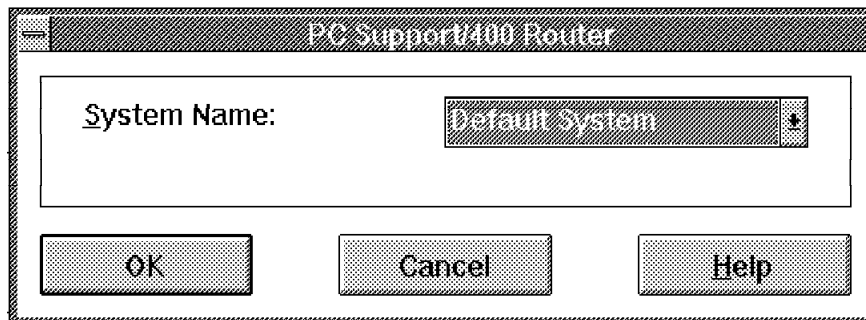 PC Support/400 Router
System Name:
Default System
OK
Cancel
Help